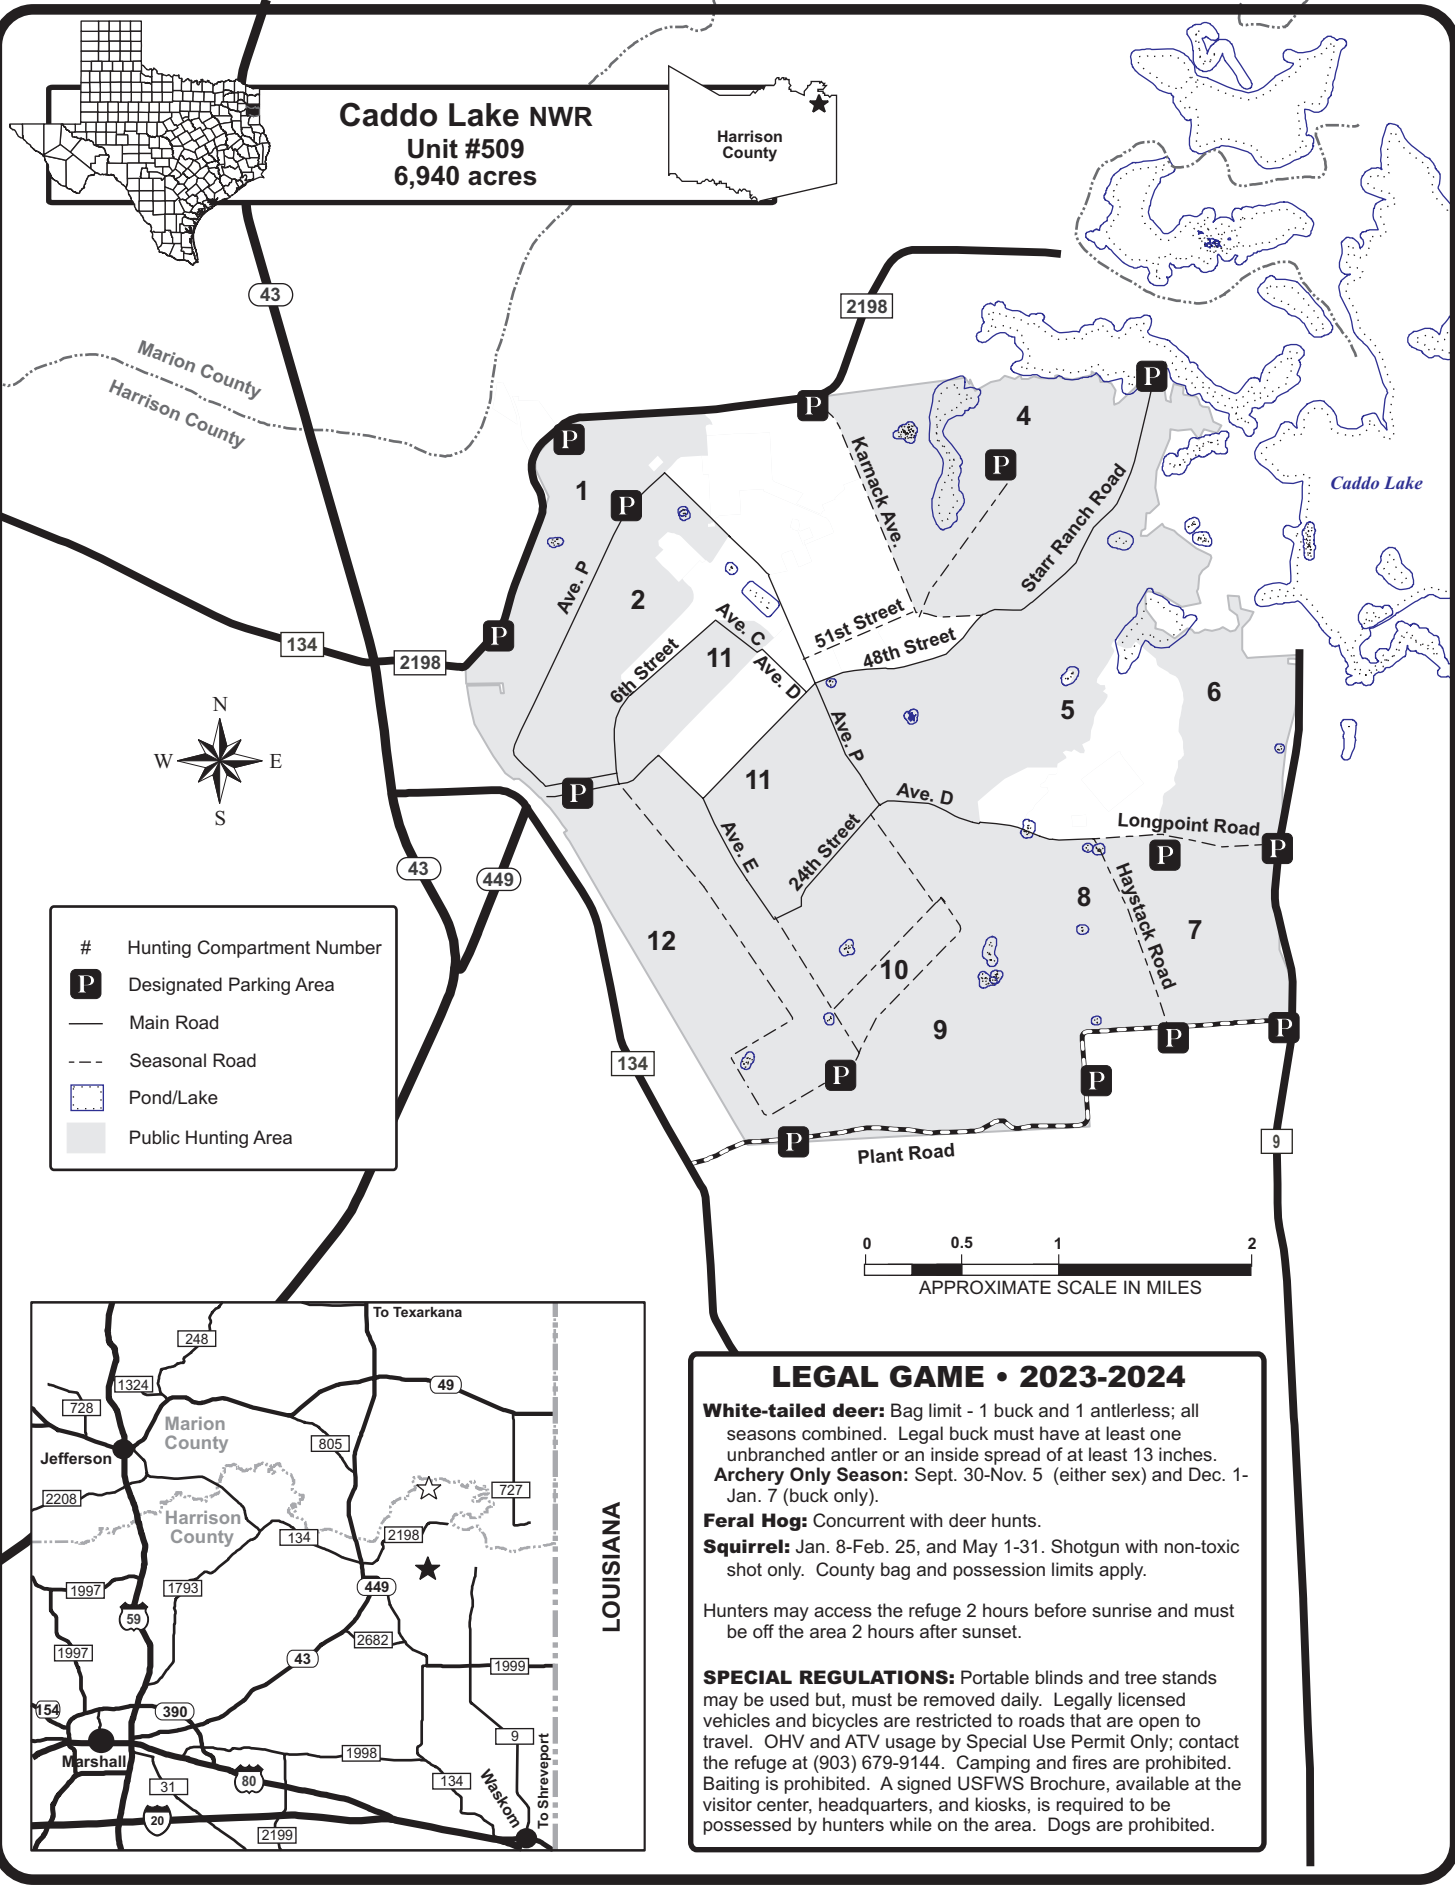 Caddo Lake NWR
Unit #509
6,940 acres
Harrison
County
43
2198
Marion County
Harrison County
P
P
P
4
P
1
Karnack Ave.
P
Caddo Lake
P
Starr Ranch Road
Ave. P
2
Ave. C
51st Street
134
2198
P
6th Street
11
48th Street
Ave. D
N
W
E
S
5
6
Ave. P
11
P
Ave. D
Longpoint Road
P
P
43
449
Ave. E
24th Street
8
Haystack Road
7
12
10
9
#
Hunting Compartment Number
P
Designated Parking Area
Main Road
Seasonal Road
Pond/Lake
Public Hunting Area
134
P
P
P
P
P
Plant Road
9
0
0.5
1
2
APPROXIMATE SCALE IN MILES
To Texarkana
248
1324
49
728
Marion
County
805
Jefferson
2208
727
Harrison
County
134
2198
LOUISIANA
1997
1793
449
59
1997
2682
43
1999
154
390
9
Marshall
1998
31
80
134
Waskom
To Shreveport
20
2199
LEGAL GAME • 2023-2024
White-tailed deer: Bag limit - 1 buck and 1 antlerless; all
seasons combined. Legal buck must have at least one
unbranched antler or an inside spread of at least 13 inches.
Archery Only Season: Sept. 30-Nov. 5 (either sex) and Dec. 1-
Jan. 7 (buck only).
Feral Hog: Concurrent with deer hunts.
Squirrel: Jan. 8-Feb. 25, and May 1-31. Shotgun with non-toxic
shot only. County bag and possession limits apply.
Hunters may access the refuge 2 hours before sunrise and must
be off the area 2 hours after sunset.
SPECIAL REGULATIONS: Portable blinds and tree stands
may be used but, must be removed daily. Legally licensed
vehicles and bicycles are restricted to roads that are open to
travel. OHV and ATV usage by Special Use Permit Only; contact
the refuge at (903) 679-9144. Camping and fires are prohibited.
Baiting is prohibited. A signed USFWS Brochure, available at the
visitor center, headquarters, and kiosks, is required to be
possessed by hunters while on the area. Dogs are prohibited.